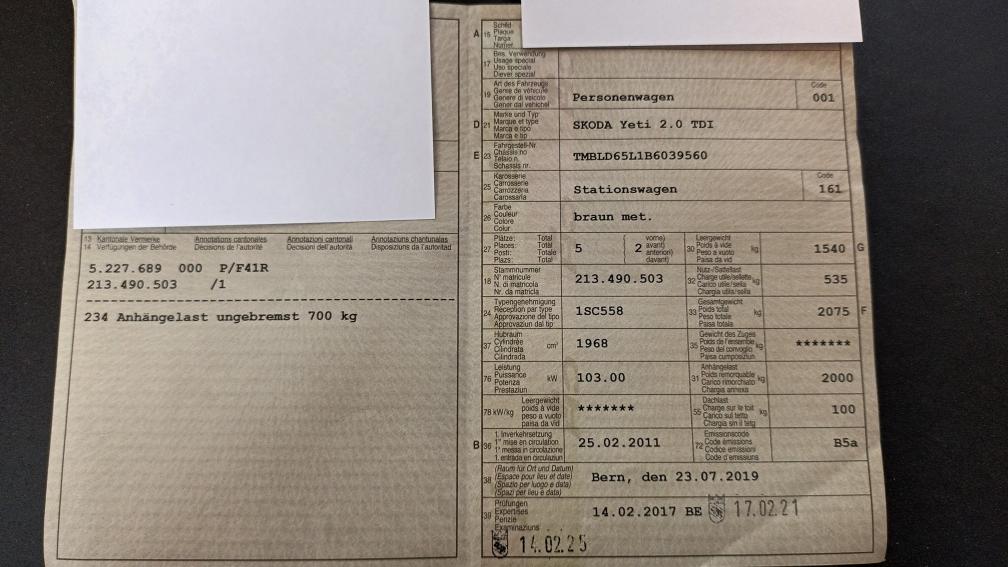 13 Kantonale Vermerke Annotations cantonales Annotazioni cantonali Annotaziuns chantunalas
14 Verfügungen der Behörde Décisions de l'autorité Decisioni dell'autorità Disposiziuns da l'autoritad
5.227.689 000 P/F41R
213.490.503 /1
234 Anhängelast ungebremst 700 kg
A 15 Schild
Plaque
Targa
Numer
17 Bes. Verwendung
Usage spécial
Uso speciale
Diever spezial
19 Art des Fahrzeugs
Genre de véhicule
Genere di veicolo
Gener dal vehichel
Personenwagen
Code
001
D 21 Marke und Typ
Marque et type
Marca e tipo
Marca e tip
SKODA Yeti 2.0 TDI
E 23 Fahrgestell-Nr.
Châssis no
Telaio n.
Schassis nr.
TMBLD65L1B6039560
25 Karosserie
Carrosserie
Carrozzeria
Carossaria
Stationswagen
Code
161
26 Farbe
Couleur
Colore
Colur
braun met.
27 Plätze: Total
Places: Total
Posti: Totale
Plazs: Total
5
2
vorne)
avant)
anteriori)
davant)
30 Leergewicht
Poids à vide
Peso a vuoto
Paisa da vid
kg
1540 G
18 Stammnummer
N° matricule
N. di matricola
Nr. da matricla
213.490.503
32 Nutz-/Sattellast
Charge utile/sellette
Carico utile/sella
Chargia utila/sella
kg
535
24 Typengenehmigung
Réception par type
Approvazione del tipo
Approvaziun dal tip
1SC558
33 Gesamtgewicht
Poids total
Peso totale
Paisa totala
kg
2075 F
37 Hubraum
Cylindrée
Cilindrata
Cilindrada
cm³
1968
35 Gewicht des Zuges
Poids de l'ensemble
Peso del convoglio
Paisa cumposiziun
kg
*******
76 Leistung
Puissance
Potenza
Prestaziun
kW
103.00
31 Anhängelast
Poids remorquable
Carico rimorchiato
Chargia annexa
kg
2000
78 kW/kg Leergewicht
poids à vide
peso a vuoto
paisa da vid
*******
55 Dachlast
Charge sur le toit
Carico sul tetto
Chargia sin il tetg
kg
100
B 36 1. Inverkehrsetzung
1re mise en circulation
1a messa in circolazione
1. entrada en circulaziun
25.02.2011
72 Emissionscode
Code émissions
Codice emissioni
Code d'emissiuns
B5a
38 (Raum für Ort und Datum)
(Espace pour lieu et date)
(Spazio per luogo e data)
(Spazi per lieu e data)
Bern, den 23.07.2019
39 Prüfungen
Expertises
Perizie
Examinaziuns
14.02.2017 BE 17.02.21
14.02.25